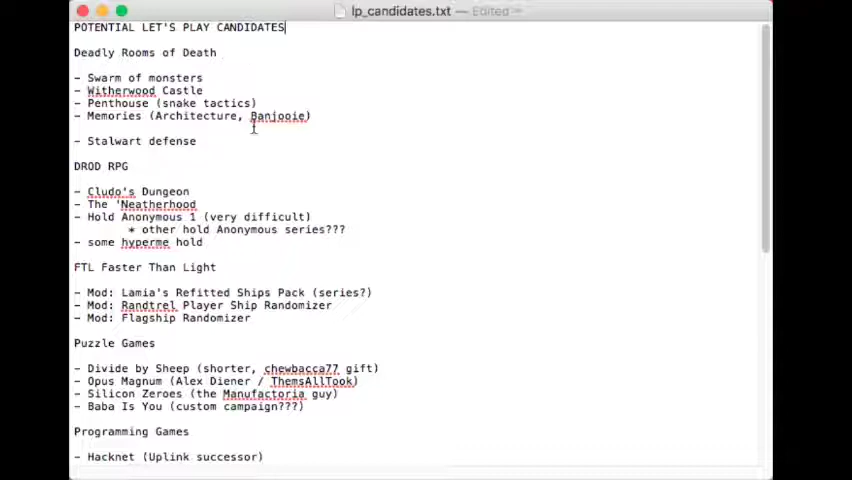 lp_candidates.txt — Edited
POTENTIAL LET'S PLAY CANDIDATES
Deadly Rooms of Death
- Swarm of monsters
- Witherwood Castle
- Penthouse (snake tactics)
- Memories (Architecture, Banjooie)
- Stalwart defense
DROD RPG
- Cludo's Dungeon
- The 'Neatherhood
- Hold Anonymous 1 (very difficult)
* other hold Anonymous series???
- some hyperme hold
FTL Faster Than Light
- Mod: Lamia's Refitted Ships Pack (series?)
- Mod: Randtrel Player Ship Randomizer
- Mod: Flagship Randomizer
Puzzle Games
- Divide by Sheep (shorter, chewbacca77 gift)
- Opus Magnum (Alex Diener / ThemsAllTook)
- Silicon Zeroes (the Manufactoria guy)
- Baba Is You (custom campaign???)
Programming Games
- Hacknet (Uplink successor)